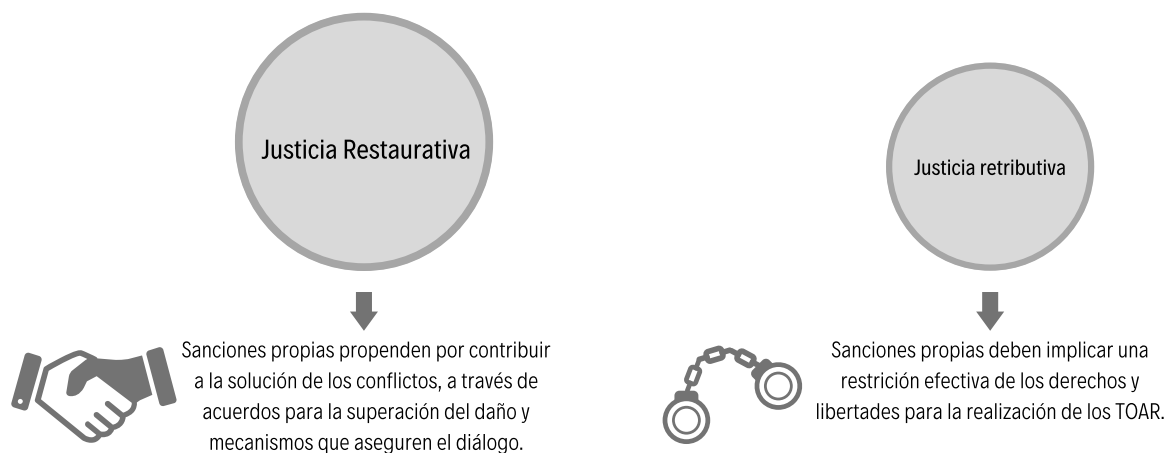 Justicia Restaurativa
Sanciones propias propenden por contribuir
a la solución de los conflictos, a través de
acuerdos para la superación del daño y
mecanismos que aseguren el diálogo.
Justicia retributiva
Sanciones propias deben implicar una
restrición efectiva de los derechos y
libertades para la realización de los TOAR.